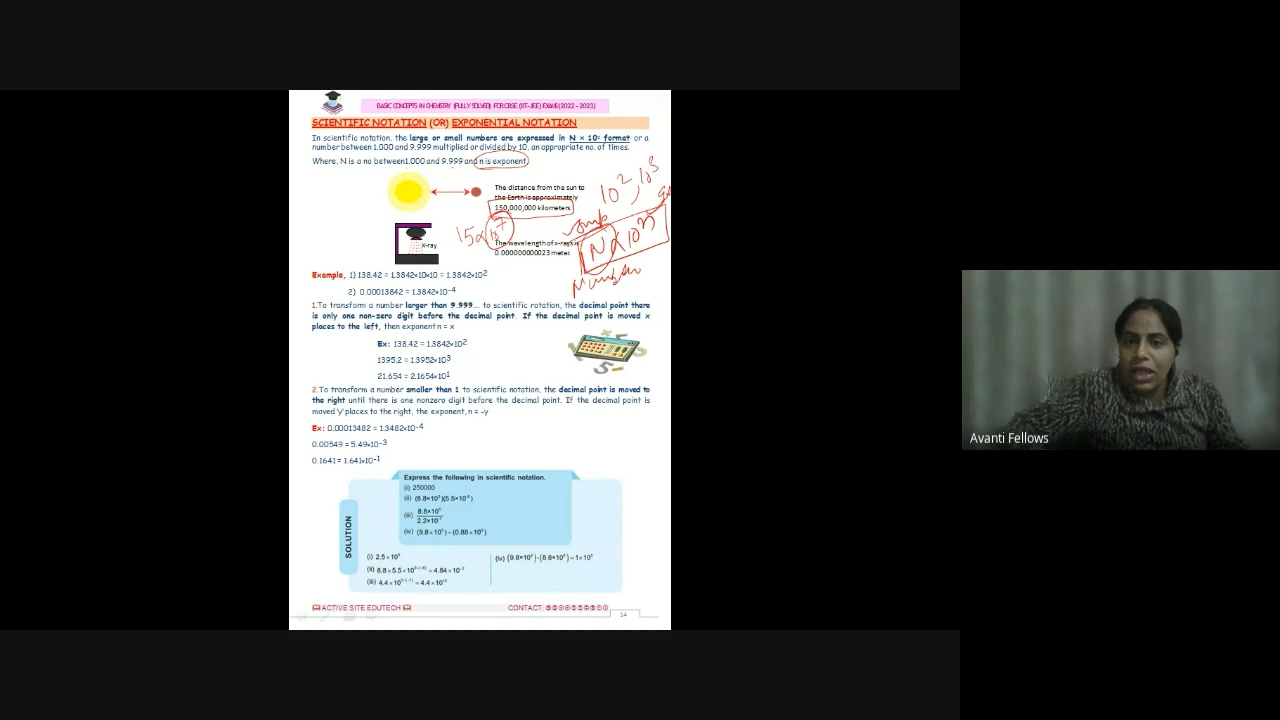 BASIC CONCEPTS IN CHEMISTRY (FULLY SOLVED) FOR CBSE (IIT-JEE) EXAMS (2022 - 2023)
SCIENTIFIC NOTATION (OR) EXPONENTIAL NOTATION
In scientific notation, the large or small numbers are expressed in N × 10ⁿ format or a
number between 1.000 and 9.999 multiplied or divided by 10, an appropriate no. of times.
Where, N is a no between1.000 and 9.999 and n is exponent.
10², 10³
The distance from the sun to
the Earth is approximately
150,000,000 kilometers.
15x10⁷
N x 10ⁿ
Number
x-ray
The wavelength of x-rays is
0.000000000023 meter.
Example, 1) 138.42 = 1.3842×10×10 = 1.3842×10²
2) 0.00013842 = 1.3842×10⁻⁴
1.To transform a number larger than 9.999... to scientific rotation, the decimal point there
is only one non-zero digit before the decimal point. If the decimal point is moved x
places to the left, then exponent n = x
Ex: 138.42 = 1.3842×10²
1395.2 = 1.3952×10³
21.654 = 2.1654×10¹
2.To transform a number smaller than 1 to scientific rotation, the decimal point is moved to
the right until there is one nonzero digit before the decimal point. If the decimal point is
moved 'y' places to the right, the exponent, n = -y
Ex: 0.00013482 = 1.3482×10⁻⁴
0.00549 = 5.49×10⁻³
0.1641 = 1.641×10⁻¹
Express the following in scientific notation.
(i) 250000
(iii) 8.8×10⁵
SOLUTION
(i) 2.5 × 10⁵
ACTIVE SITE EDUTECH
CONTACT:
14
Avanti Fellows